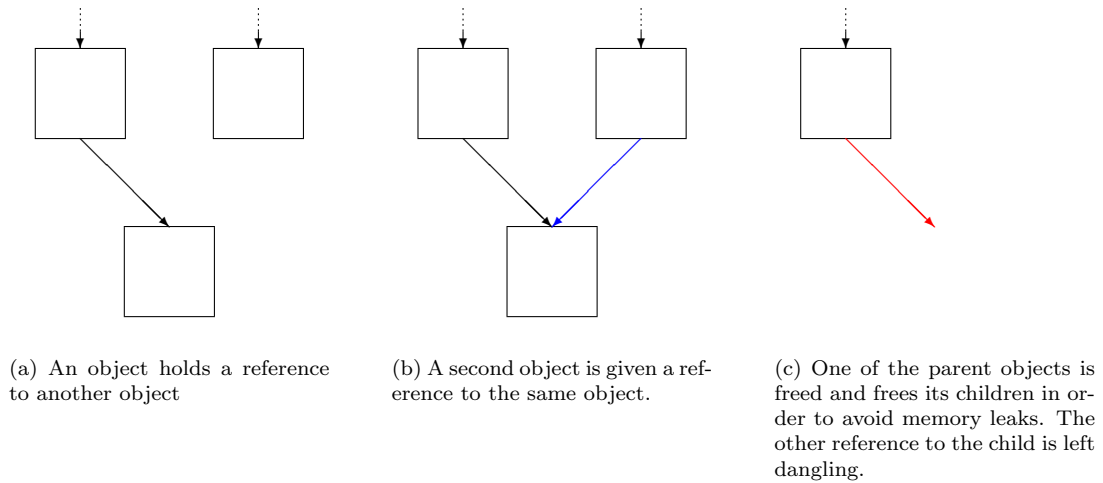 (a) An object holds a reference
to another object
(b) A second object is given a ref-
erence to the same object.
(c) One of the parent objects is
freed and frees its children in or-
der to avoid memory leaks. The
other reference to the child is left
dangling.